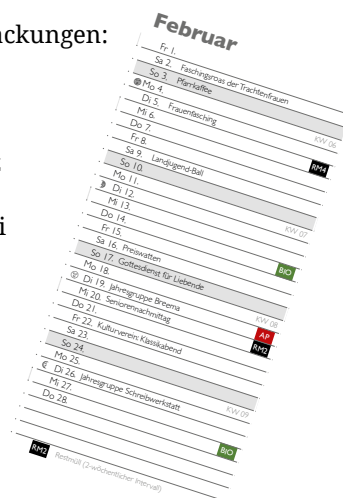 ackungen:
i
Februar
Fr 1.
Sa 2. Faschingsroas der Trachtenfrauen
So 3. Pfarrkaffee
Mo 4. KW 06
Di 5. Frauenfasching
Mi 6. RM4
Do 7.
Fr 8.
Sa 9. Landjugend-Ball
So 10.
Mo 11. KW 07
Di 12.
Mi 13.
Do 14. BIO
Fr 15.
Sa 16. Preiswatten
So 17. Gottesdienst für Liebende
Mo 18. KW 08
Di 19. Jahresgruppe Breema AP
Mi 20. Seniorennachmittag RM2
Do 21.
Fr 22. Kulturverein: Klassikabend
Sa 23.
So 24.
Mo 25. KW 09
Di 26. Jahresgruppe Schreibwerkstatt
Mi 27.
Do 28. BIO
RM2 Restmüll (2-wöchentlicher Intervall)